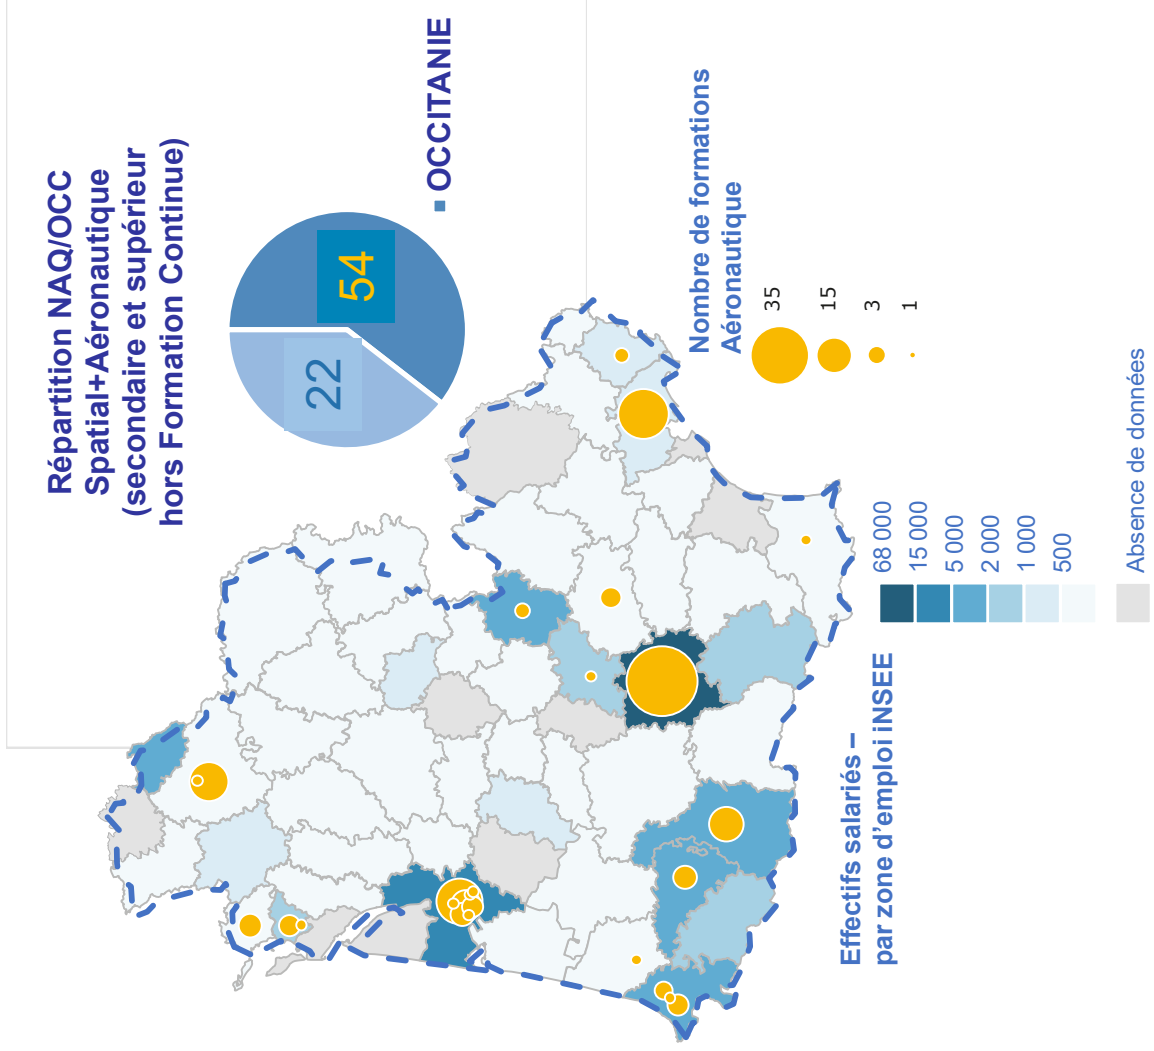 Répartition NAQ/OCC
Spatial+Aéronautique
(secondaire et supérieur
hors Formation Continue)
22
54
▪ OCCITANIE
Nombre de formations
Aéronautique
35
15
3
1
Effectifs salariés –
par zone d'emploi iNSEE
68 000
15 000
5 000
2 000
1 000
500
Absence de données